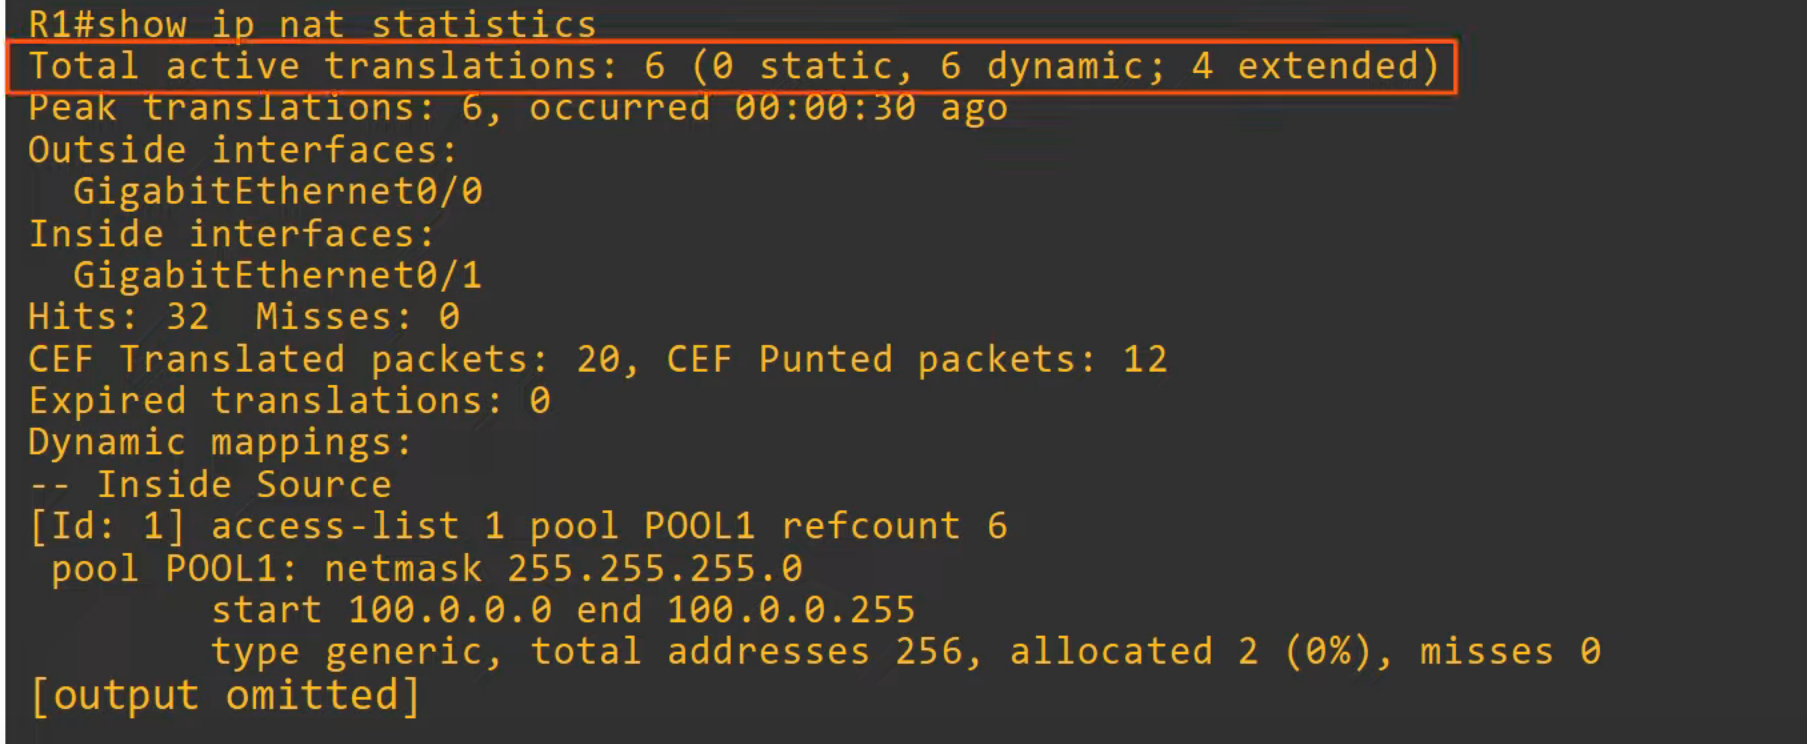 R1#show ip nat statistics
Total active translations: 6 (0 static, 6 dynamic; 4 extended)
Peak translations: 6, occurred 00:00:30 ago
Outside interfaces:
  GigabitEthernet0/0
Inside interfaces:
  GigabitEthernet0/1
Hits: 32  Misses: 0
CEF Translated packets: 20, CEF Punted packets: 12
Expired translations: 0
Dynamic mappings:
-- Inside Source
[Id: 1] access-list 1 pool POOL1 refcount 6
 pool POOL1: netmask 255.255.255.0
        start 100.0.0.0 end 100.0.0.255
        type generic, total addresses 256, allocated 2 (0%), misses 0
[output omitted]